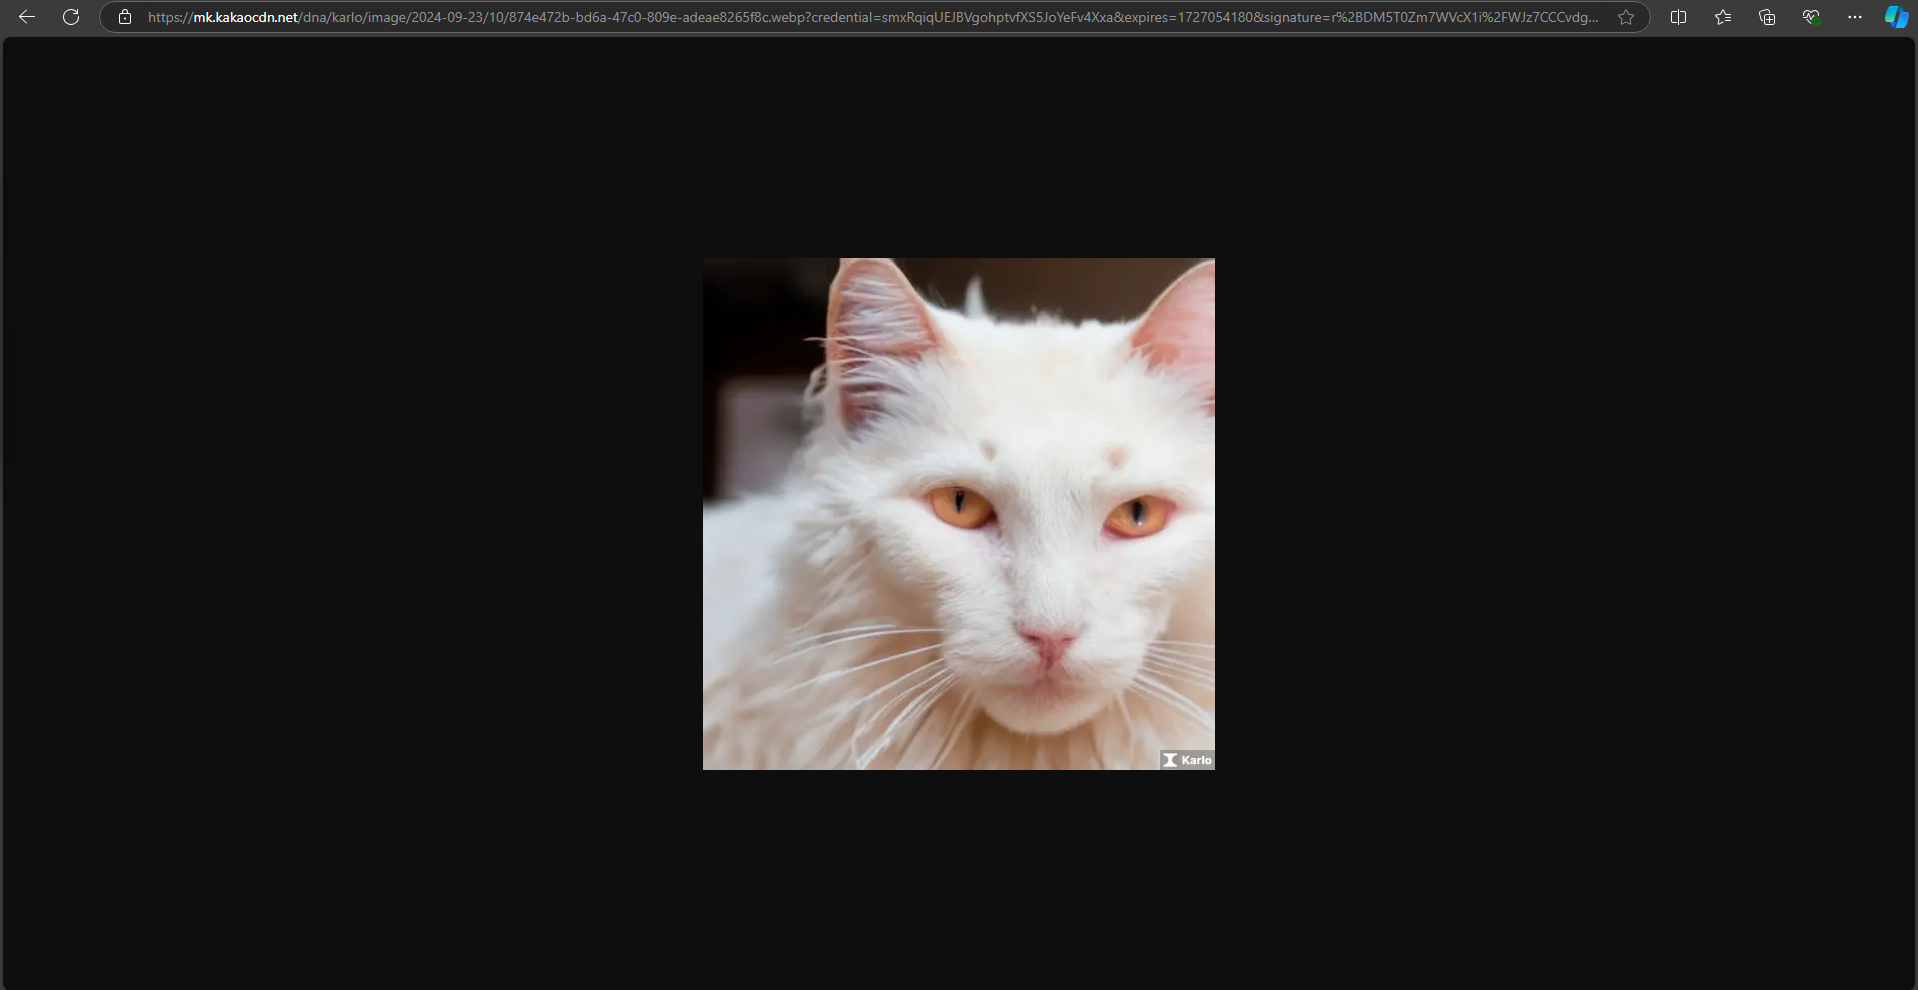 https://mk.kakaocdn.net/dna/karlo/image/2024-09-23/10/874e472b-bd6a-47c0-809e-adeae8265f8c.webp?credential=smxRqiqUEJBVgohptvfXS5JoYeFv4Xxa&expires=1727054180&signature=r%2BDM5T0Zm7WVcX1i%2FWJz7CCCvdg...
Karlo